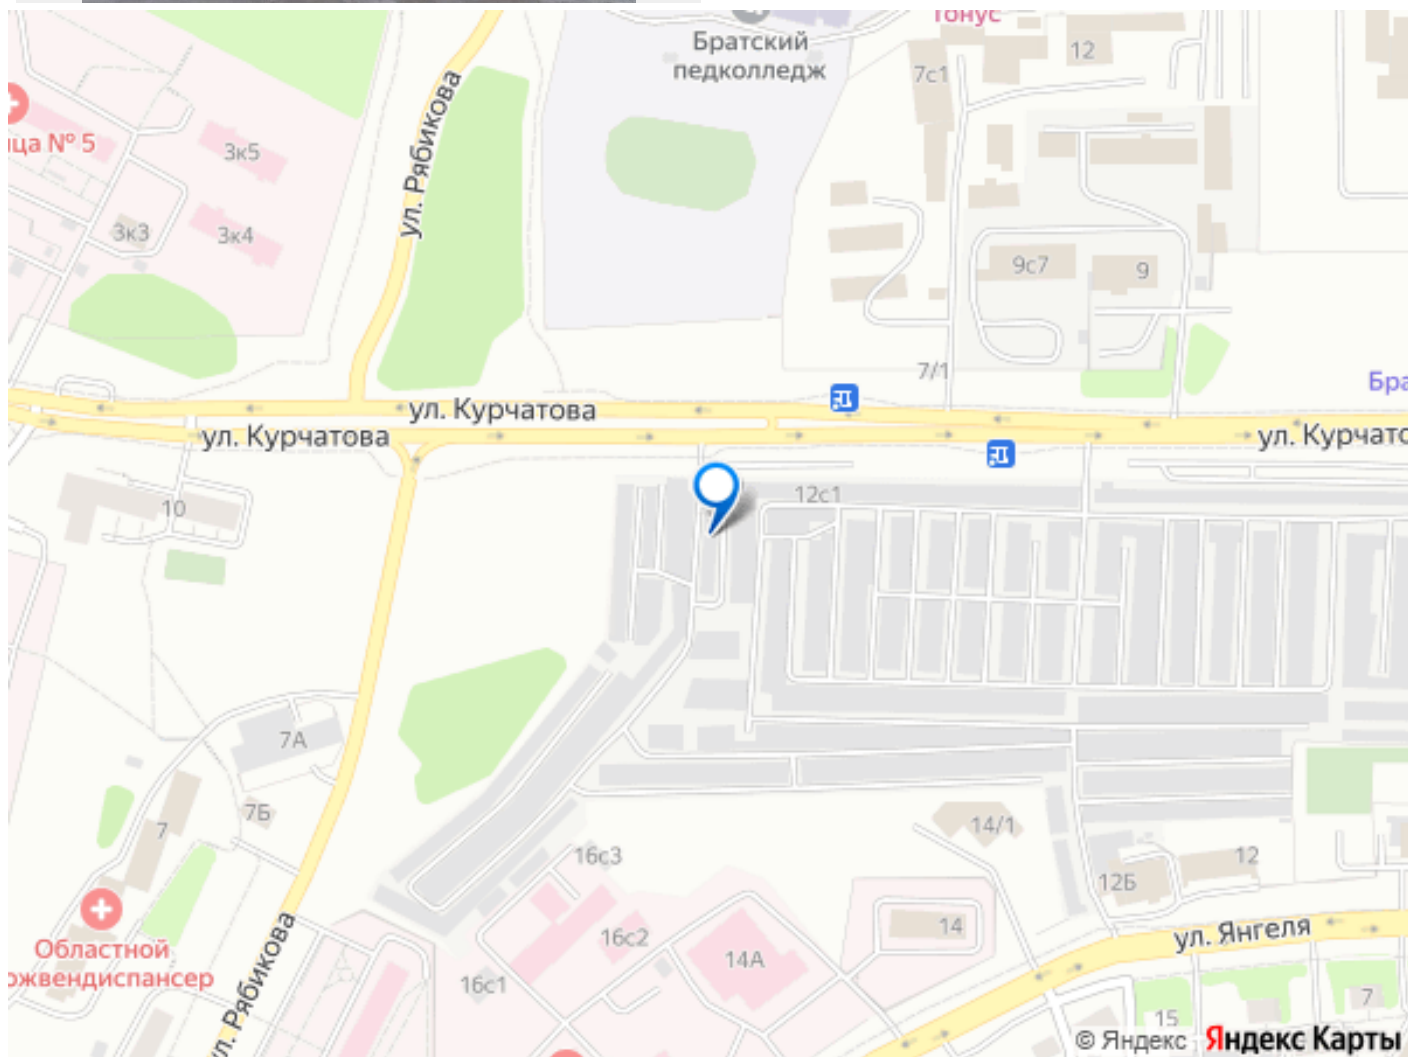 Тонус
Братский
педколледж
12
7с1
ул. Рябикова
ца № 5
3к5
3к3
3к4
9с7
9
7/1
Бра
ул. Курчатова
ул. Курчатова
ул. Курчато
12с1
10
7А
7Б
7
14/1
16с3
12
12Б
Областной
ожвендиспансер
ул. Рябикова
16с2
14
14А
16с1
ул. Янгеля
7
15
© Яндекс Яндекс Карты